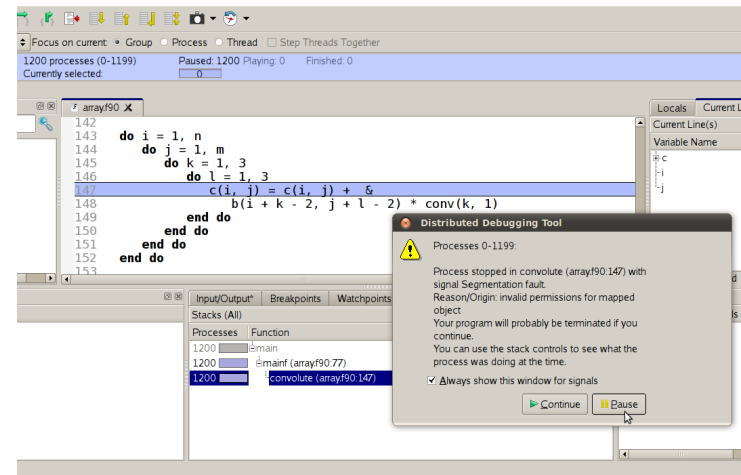 Focus on current: Group Process Thread Step Threads Together
1200 processes (0-1199) Paused: 1200 Playing: 0 Finished: 0
Currently selected: 0
array.f90 X
Locals Current L
Current Line(s)
Variable Name
c
i
j
142
143 do i = 1, n
144 do j = 1, m
145 do k = 1, 3
146 do l = 1, 3
147 c(i, j) = c(i, j) + &
148 b(i + k - 2, j + l - 2) * conv(k, l)
149 end do
150 end do
151 end do
152 end do
153
Input/Output* Breakpoints Watchpoints
Stacks (All)
Processes Function
1200 main
1200 mainf (array.f90:77)
1200 convolute (array.f90:147)
Distributed Debugging Tool
Processes 0-1199:
Process stopped in convolute (array.f90:147) with
signal Segmentation fault.
Reason/Origin: invalid permissions for mapped
object
Your program will probably be terminated if you
continue.
You can use the stack controls to see what the
process was doing at the time.
Always show this window for signals
Continue Pause